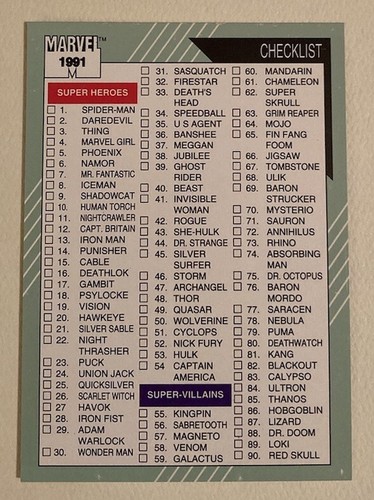 MARVEL™
1991
M
CHECKLIST
SUPER HEROES
1. SPIDER-MAN
2. DAREDEVIL
3. THING
4. MARVEL GIRL
5. PHOENIX
6. NAMOR
7. MR. FANTASTIC
8. ICEMAN
9. SHADOWCAT
10. HUMAN TORCH
11. NIGHTCRAWLER
12. CAPT. BRITAIN
13. IRON MAN
14. PUNISHER
15. CABLE
16. DEATHLOK
17. GAMBIT
18. PSYLOCKE
19. VISION
20. HAWKEYE
21. SILVER SABLE
22. NIGHT
THRASHER
23. PUCK
24. UNION JACK
25. QUICKSILVER
26. SCARLET WITCH
27. HAVOK
28. IRON FIST
29. ADAM
WARLOCK
30. WONDER MAN
31. SASQUATCH
32. FIRESTAR
33. DEATH'S
HEAD
34. SPEEDBALL
35. U S AGENT
36. BANSHEE
37. MEGGAN
38. JUBILEE
39. GHOST
RIDER
40. BEAST
41. INVISIBLE
WOMAN
42. ROGUE
43. SHE-HULK
44. DR. STRANGE
45. SILVER
SURFER
46. STORM
47. ARCHANGEL
48. THOR
49. QUASAR
50. WOLVERINE
51. CYCLOPS
52. NICK FURY
53. HULK
54 CAPTAIN
AMERICA
SUPER-VILLAINS
55. KINGPIN
56. SABRETOOTH
57. MAGNETO
58. VENOM
59. GALACTUS
60. MANDARIN
61. CHAMELEON
62. SUPER
SKRULL
63. GRIM REAPER
64. MOJO
65. FIN FANG
FOOM
66. JIGSAW
67. TOMBSTONE
68. ULIK
69. BARON
STRUCKER
70. MYSTERIO
71. SAURON
72. ANNIHILUS
73. RHINO
74. ABSORBING
MAN
75. DR. OCTOPUS
76. BARON
MORDO
77. SARACEN
78. NEBULA
79. PUMA
80. DEATHWATCH
81. KANG
82. BLACKOUT
83. CALYPSO
84. ULTRON
85. THANOS
86. HOBGOBLIN
87. LIZARD
88. DR. DOOM
89. LOKI
90. RED SKULL